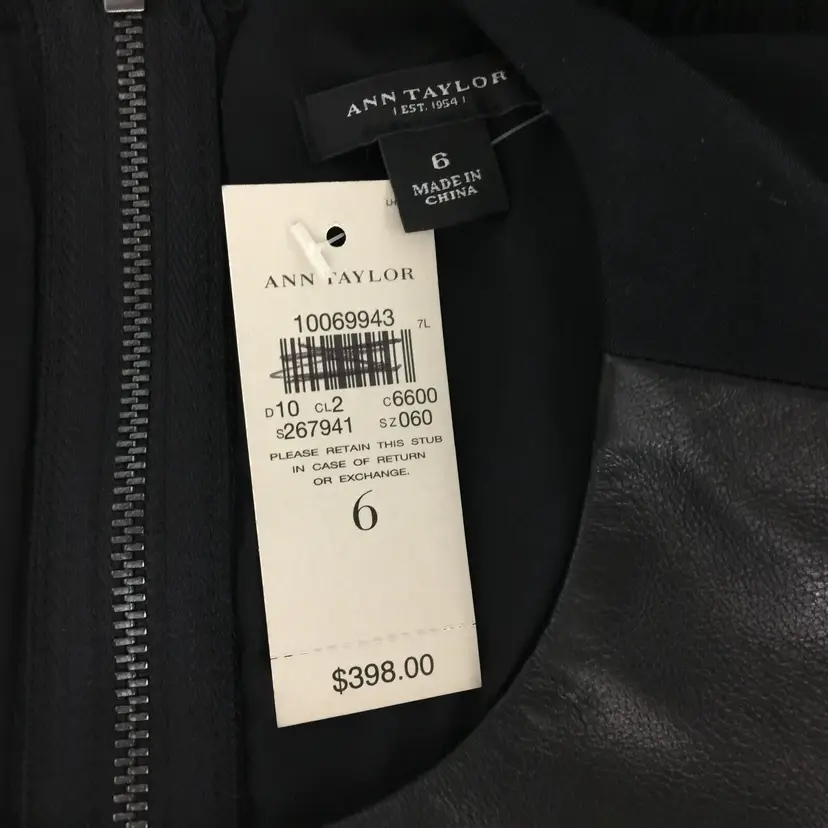 ANN TAYLOR
| EST. 1954 |
6
MADE IN
CHINA
ANN TAYLOR
10069943
7L
D10 CL2 C6600
S267941 SZ060
PLEASE RETAIN THIS STUB
IN CASE OF RETURN
OR EXCHANGE.
6
$398.00